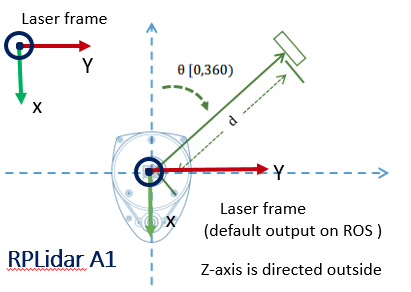 Laser frame
Y
x
θ [0,360)
d
Y
x
Laser frame
(default output on ROS )
RPLidar A1
Z-axis is directed outside